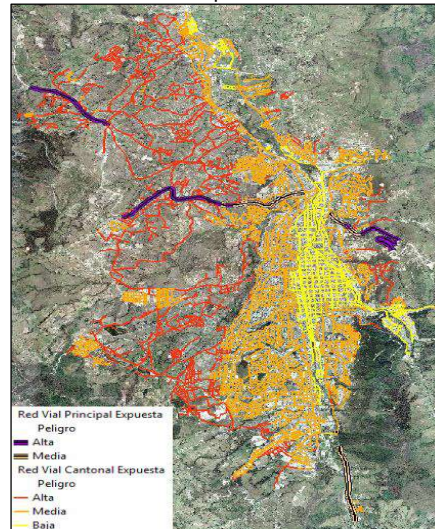 Red Vial Principal Expuesta
Peligro
Alta
Media
Red Vial Cantonal Expuesta
Peligro
Alta
Media
Baja